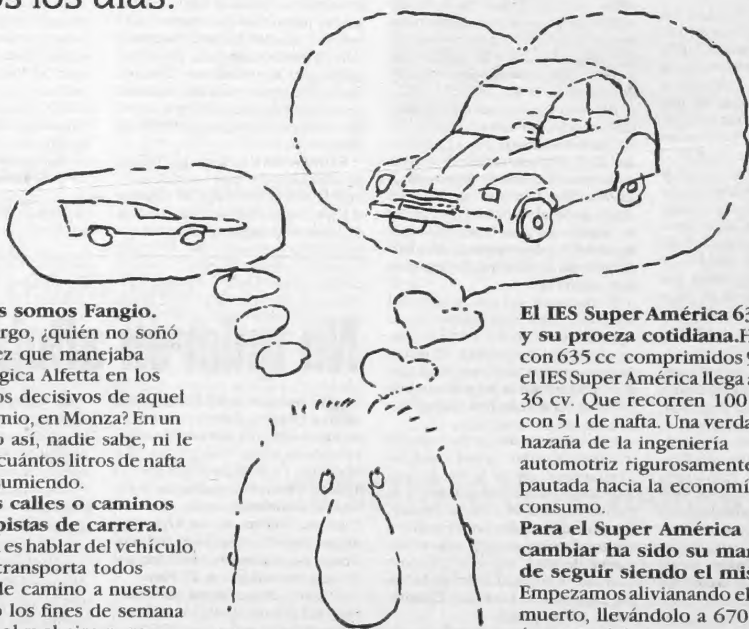 los días.
s somos Fangio.
rgo, ¿quién no soñó
ez que manejaba
gica Alfetta en lo
os decisivos de aquel
mio, en Monza? En un
o así, nadie sabe, ni le
cuántos litros de nafta
sumiendo.
s calles o caminos
pistas de carrera.
es hablar del vehículo
transporta todos
de camino a nuestro
o los fines de semana
El IES Super América 63
y su proeza cotidiana. H
con 635 cc comprimidos 9
el IES Super América llega a
36 cv. Que recorren 100
con 5 l de nafta. Una verda
hazaña de la ingeniería
automotriz rigurosamente
pautada hacia la economí
consumo.
Para el Super América
cambiar ha sido su man
de seguir siendo el mis
Empezamos alivianando el
muerto, llevándolo a 670